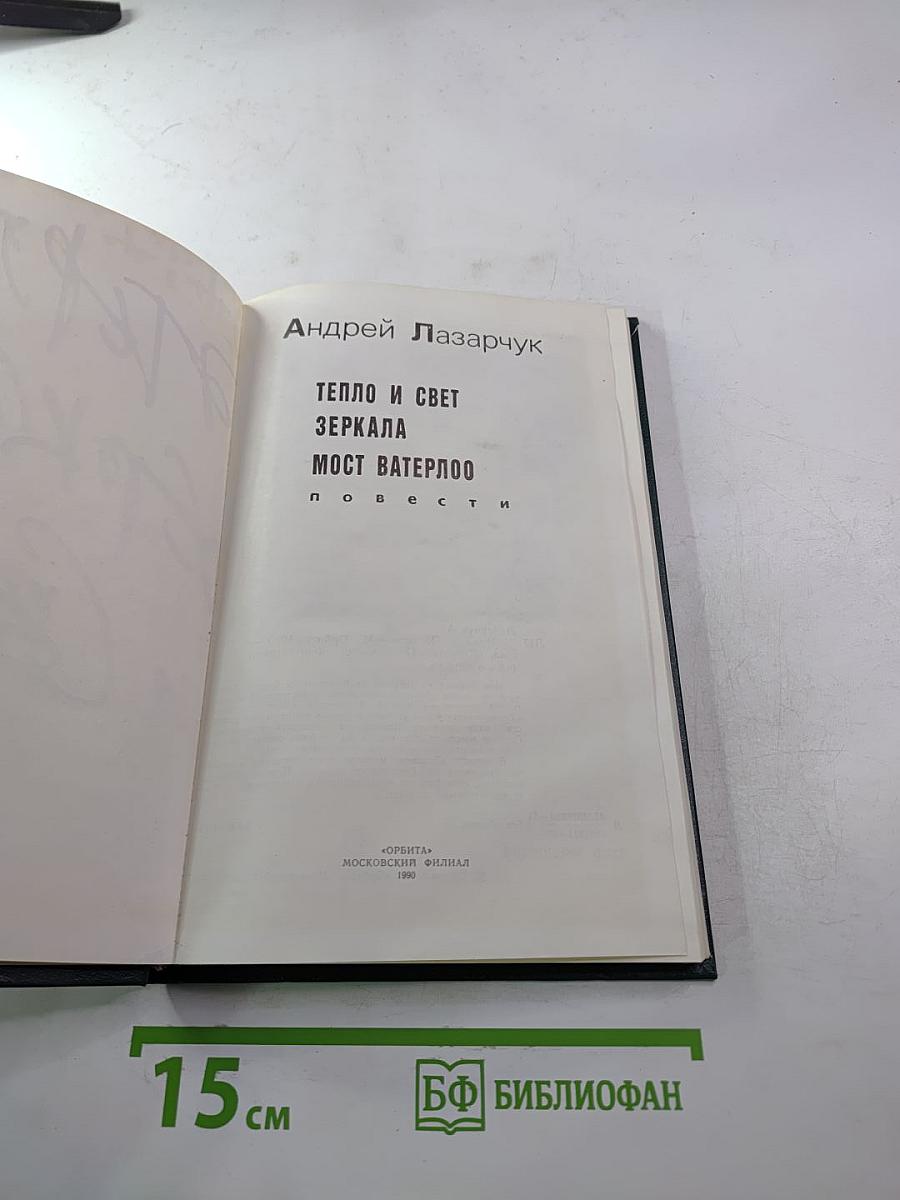 Андрей Лазарчук
ТЕПЛО И СВЕТ
ЗЕРКАЛА
МОСТ ВАТЕРЛОО
повести
«ОРБИТА»
МОСКОВСКИЙ ФИЛИАЛ
1990
15 см
БФ БИБЛИОФАН